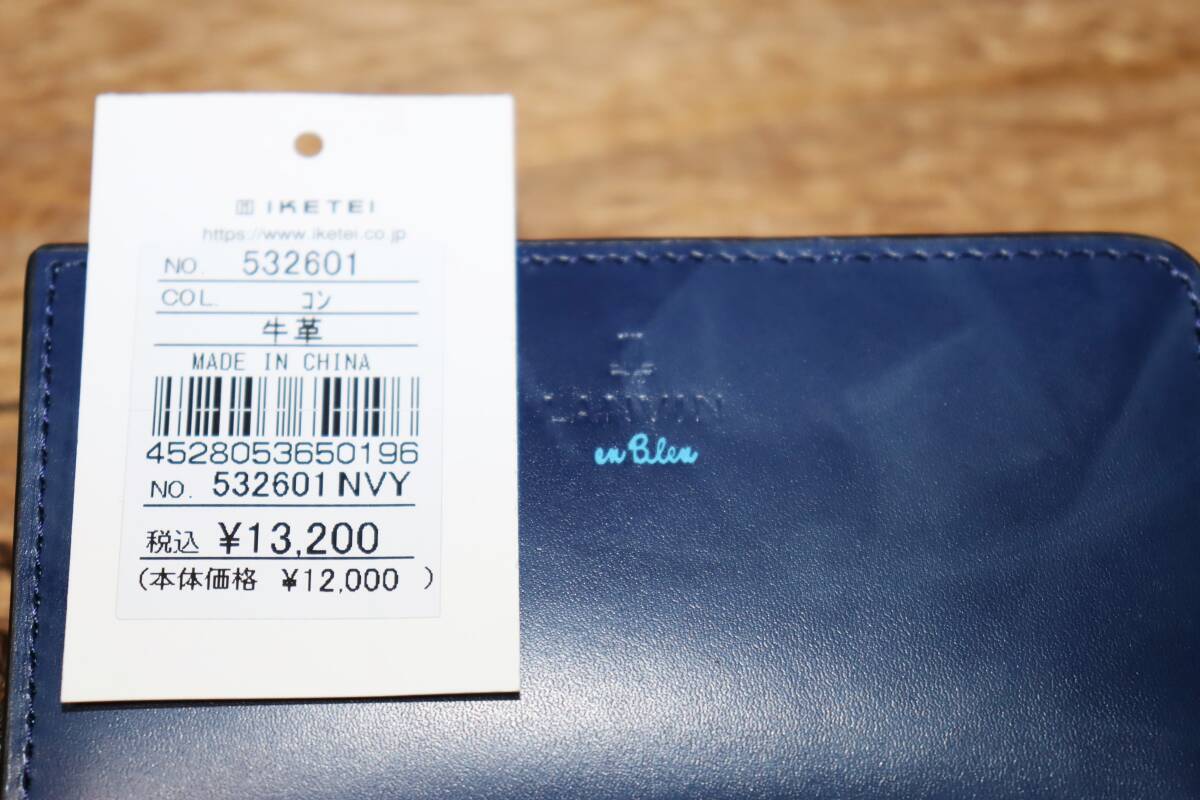 IKETEI
https://www.iketei.co.jp
NO. 532601
COL. コン
牛革
MADE IN CHINA
4528053650196
NO. 532601 NVY
税込 ¥13,200
(本体価格 ¥12,000 )
LANVIN
en Bleu